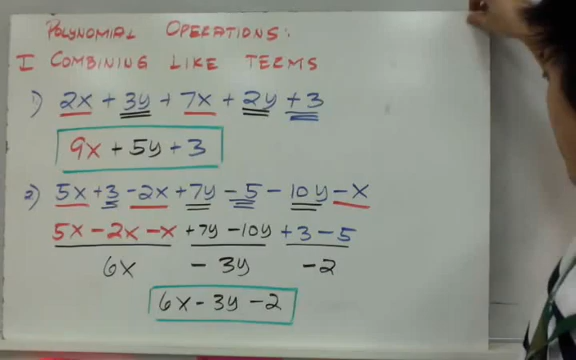 POLYNOMIAL OPERATIONS:
I COMBINING LIKE TERMS
1) 2x + 3y + 7x + 2y + 3
9x + 5y + 3
2) 5x + 3 - 2x + 7y - 5 - 10y - x
5x - 2x - x + 7y - 10y + 3 - 5
6x - 3y - 2
6x - 3y - 2